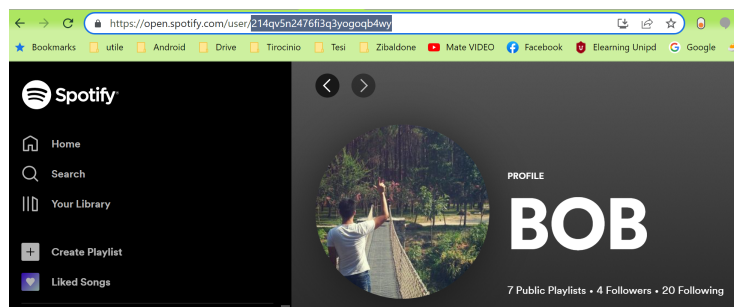 https://open.spotify.com/user/214qv5n2476fi3q3yogoqb4wy
Bookmarks utile Android Drive Tirocinio Tesi Zibaldone Mate VIDEO Facebook Elearning Unipd Google
Spotify
Home
Search
Your Library
Create Playlist
Liked Songs
PROFILE
BOB
7 Public Playlists • 4 Followers • 20 Following